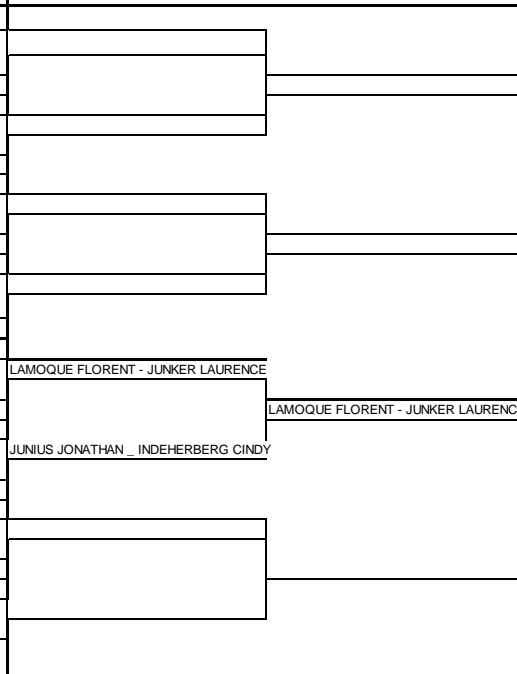 LAMOQUE FLORENT - JUNKER LAURENCE
LAMOQUE FLORENT - JUNKER LAURENC
JUNIUS JONATHAN _ INDEHERBERG CINDY